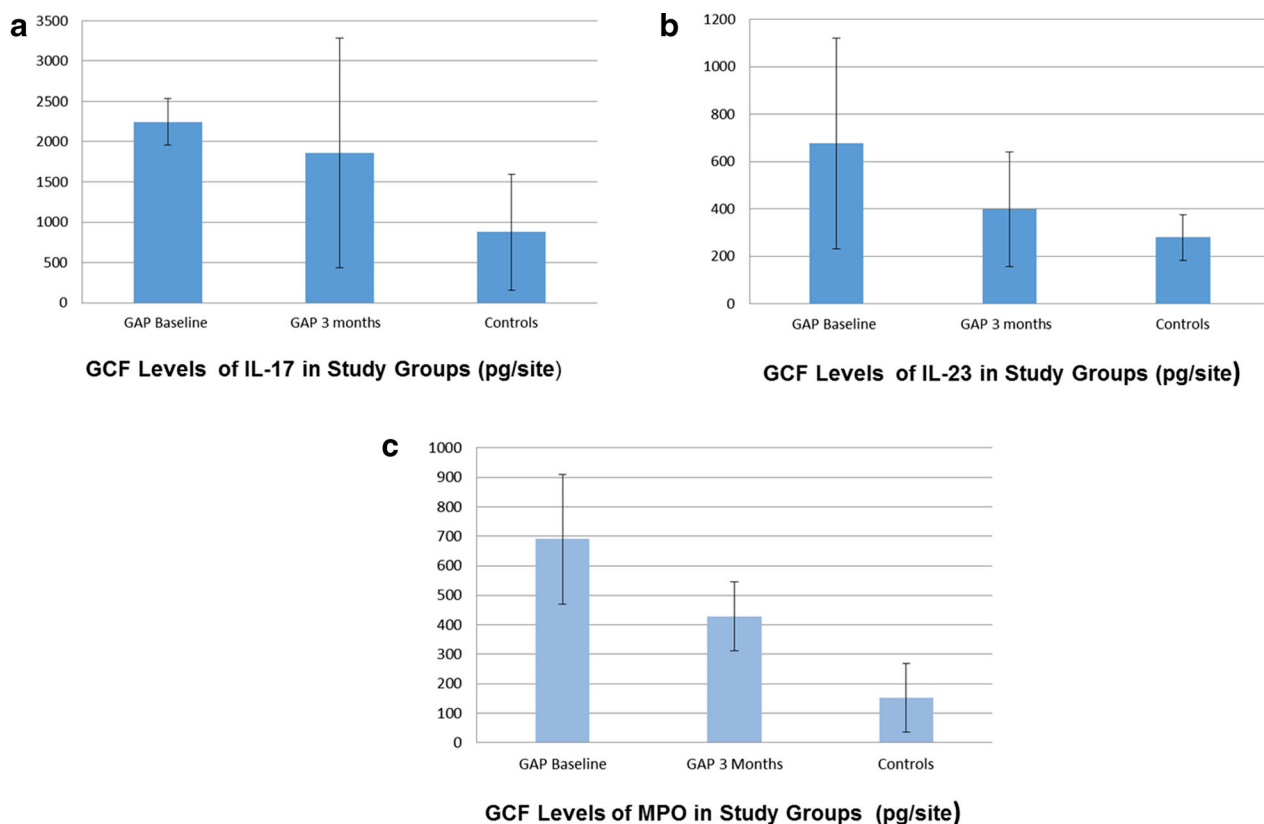 a
3500
3000
2500
2000
1500
1000
500
0
GAP Baseline GAP 3 months Controls
GCF Levels of IL-17 in Study Groups (pg/site)
b
1200
1000
800
600
400
200
0
GAP Baseline GAP 3 months Controls
GCF Levels of IL-23 in Study Groups (pg/site)
c
1000
900
800
700
600
500
400
300
200
100
0
GAP Baseline GAP 3 Months Controls
GCF Levels of MPO in Study Groups (pg/site)